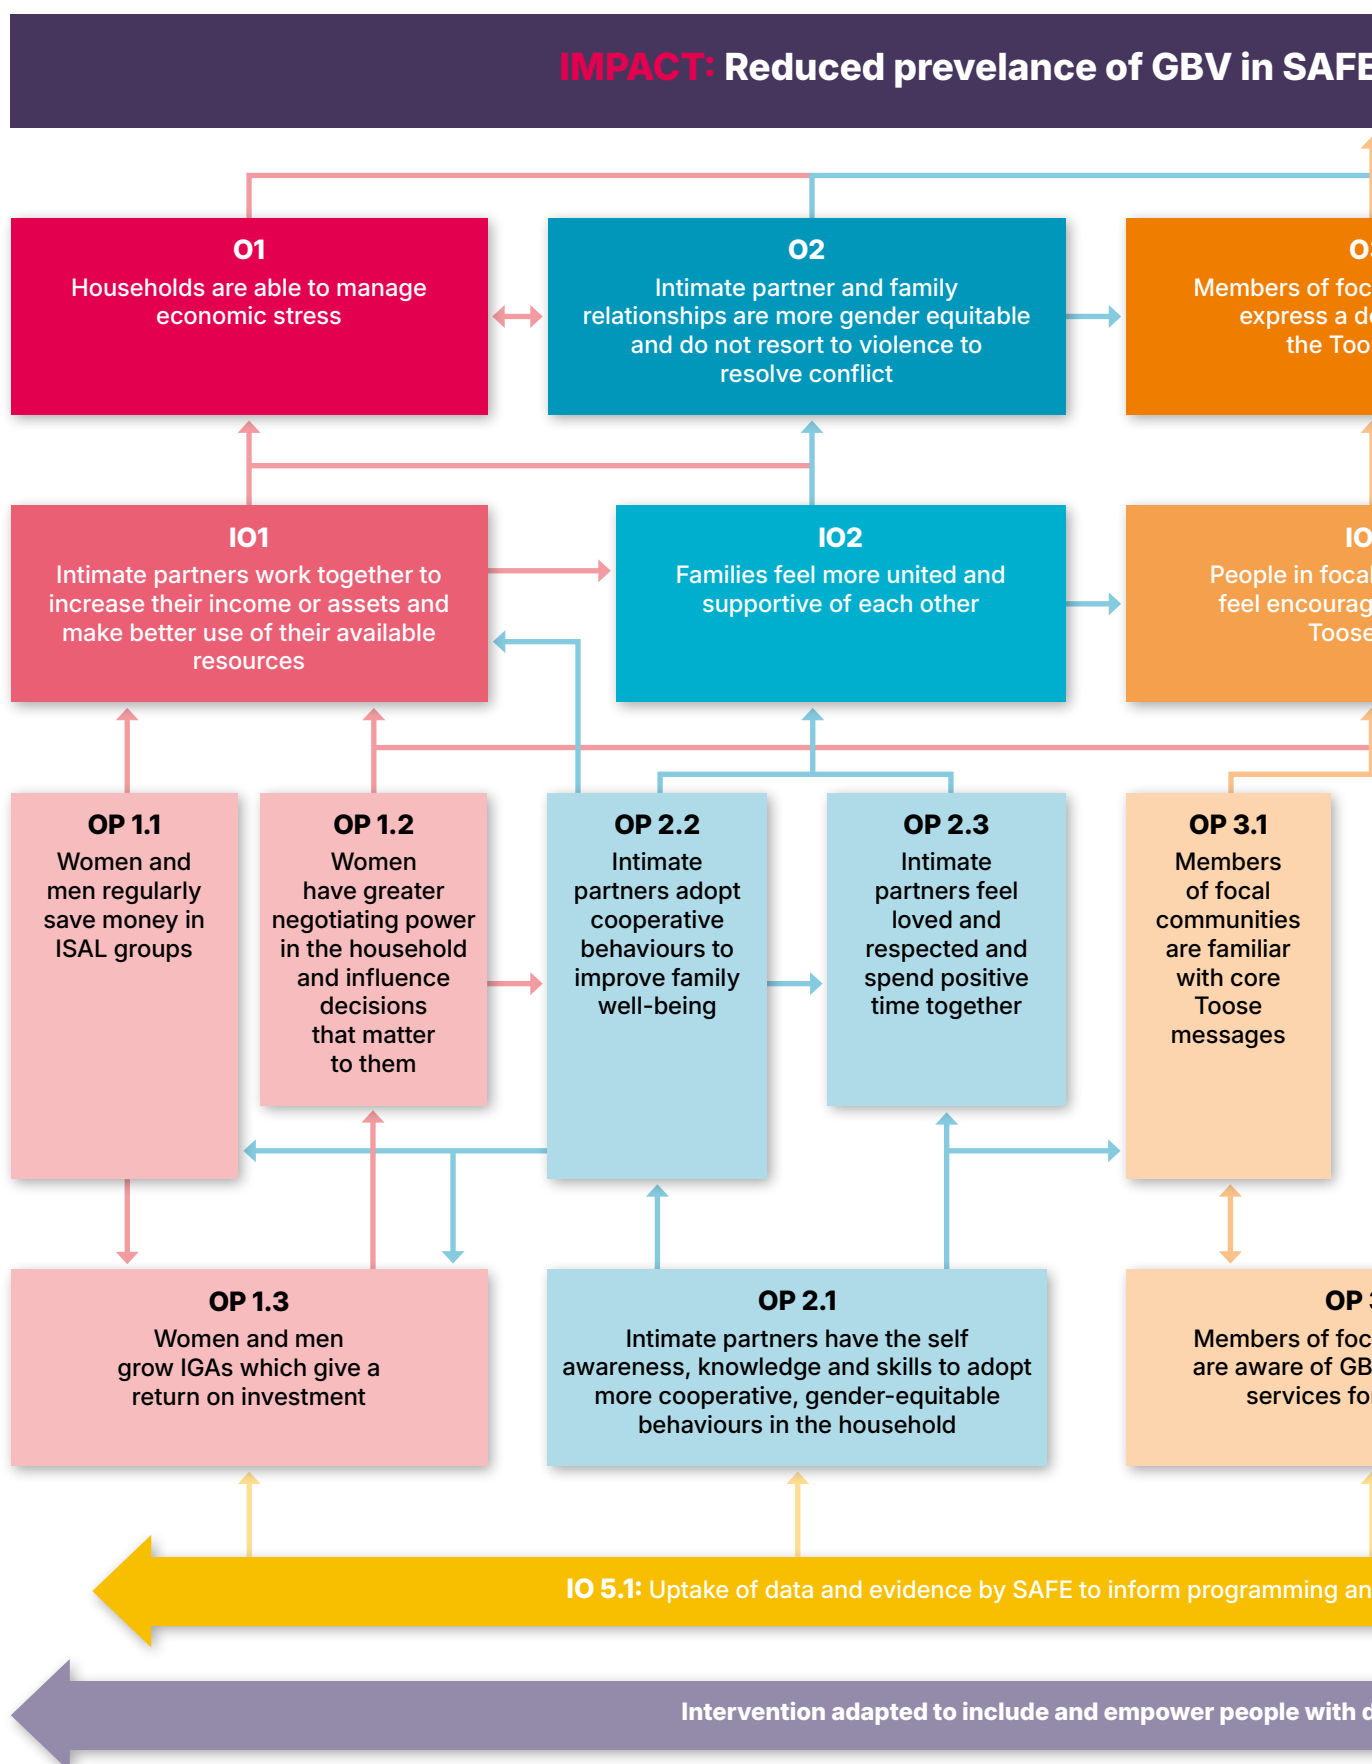 IMPACT: Reduced prevelance of GBV in SAFE
O1
Households are able to manage
economic stress
O2
Intimate partner and family
relationships are more gender equitable
and do not resort to violence to
resolve conflict
Members of
express a
the
IO1
Intimate partners work together to
increase their income or assets and
make better use of their available
resources
IO2
Families feel more united and
supportive of each other
People in focal
feel
Toose
OP 1.1
Women and
men regularly
save money in
ISAL groups
OP 1.2
Women
have greater
negotiating power
in the household
and influence
decisions
that matter
to them
OP 2.2
Intimate
partners adopt
cooperative
behaviours to
improve family
well-being
OP 2.3
Intimate
partners feel
loved and
respected and
spend positive
time together
OP 3.1
Members
of focal
communities
are familiar
with core
Toose
messages
OP 1.3
Women and men
grow IGAs which give a
return on investment
OP 2.1
Intimate partners have the self
awareness, knowledge and skills to adopt
more cooperative, gender-equitable
behaviours in the household
OP
Members of
are aware of
services
IO 5.1: Uptake of data and evidence by SAFE to inform programming
Intervention adapted to include and empower people with